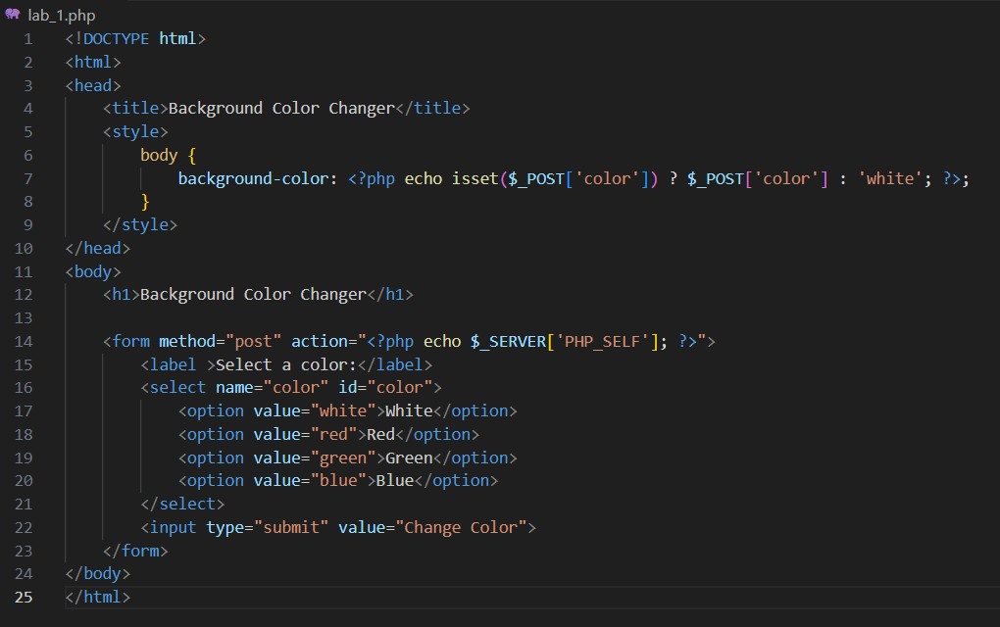 lab_1.php
1 <!DOCTYPE html>
2 <html>
3 <head>
4     <title>Background Color Changer</title>
5     <style>
6         body {
7             background-color: <?php echo isset($_POST['color']) ? $_POST['color'] : 'white'; ?>;
8         }
9     </style>
10 </head>
11 <body>
12     <h1>Background Color Changer</h1>
13
14     <form method="post" action="<?php echo $_SERVER['PHP_SELF']; ?>">
15         <label >Select a color:</label>
16         <select name="color" id="color">
17             <option value="white">White</option>
18             <option value="red">Red</option>
19             <option value="green">Green</option>
20             <option value="blue">Blue</option>
21         </select>
22         <input type="submit" value="Change Color">
23     </form>
24 </body>
25 </html>